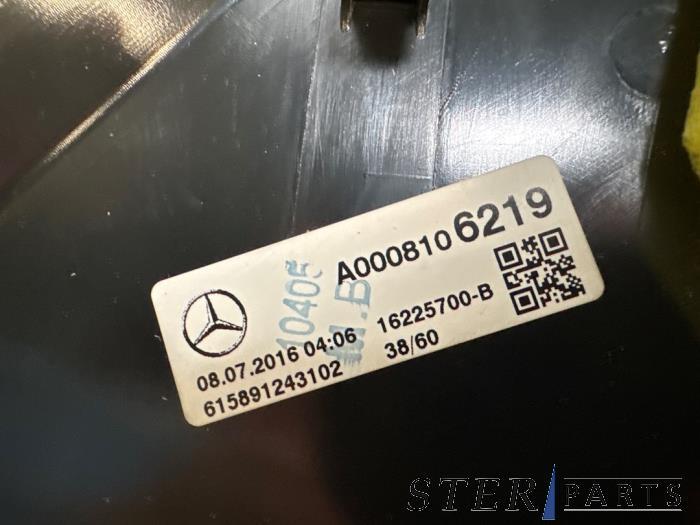 A0008106219
10405
M.B
16225700-B
08.07.2016 04:06
38/60
615891243102
STER PARTS